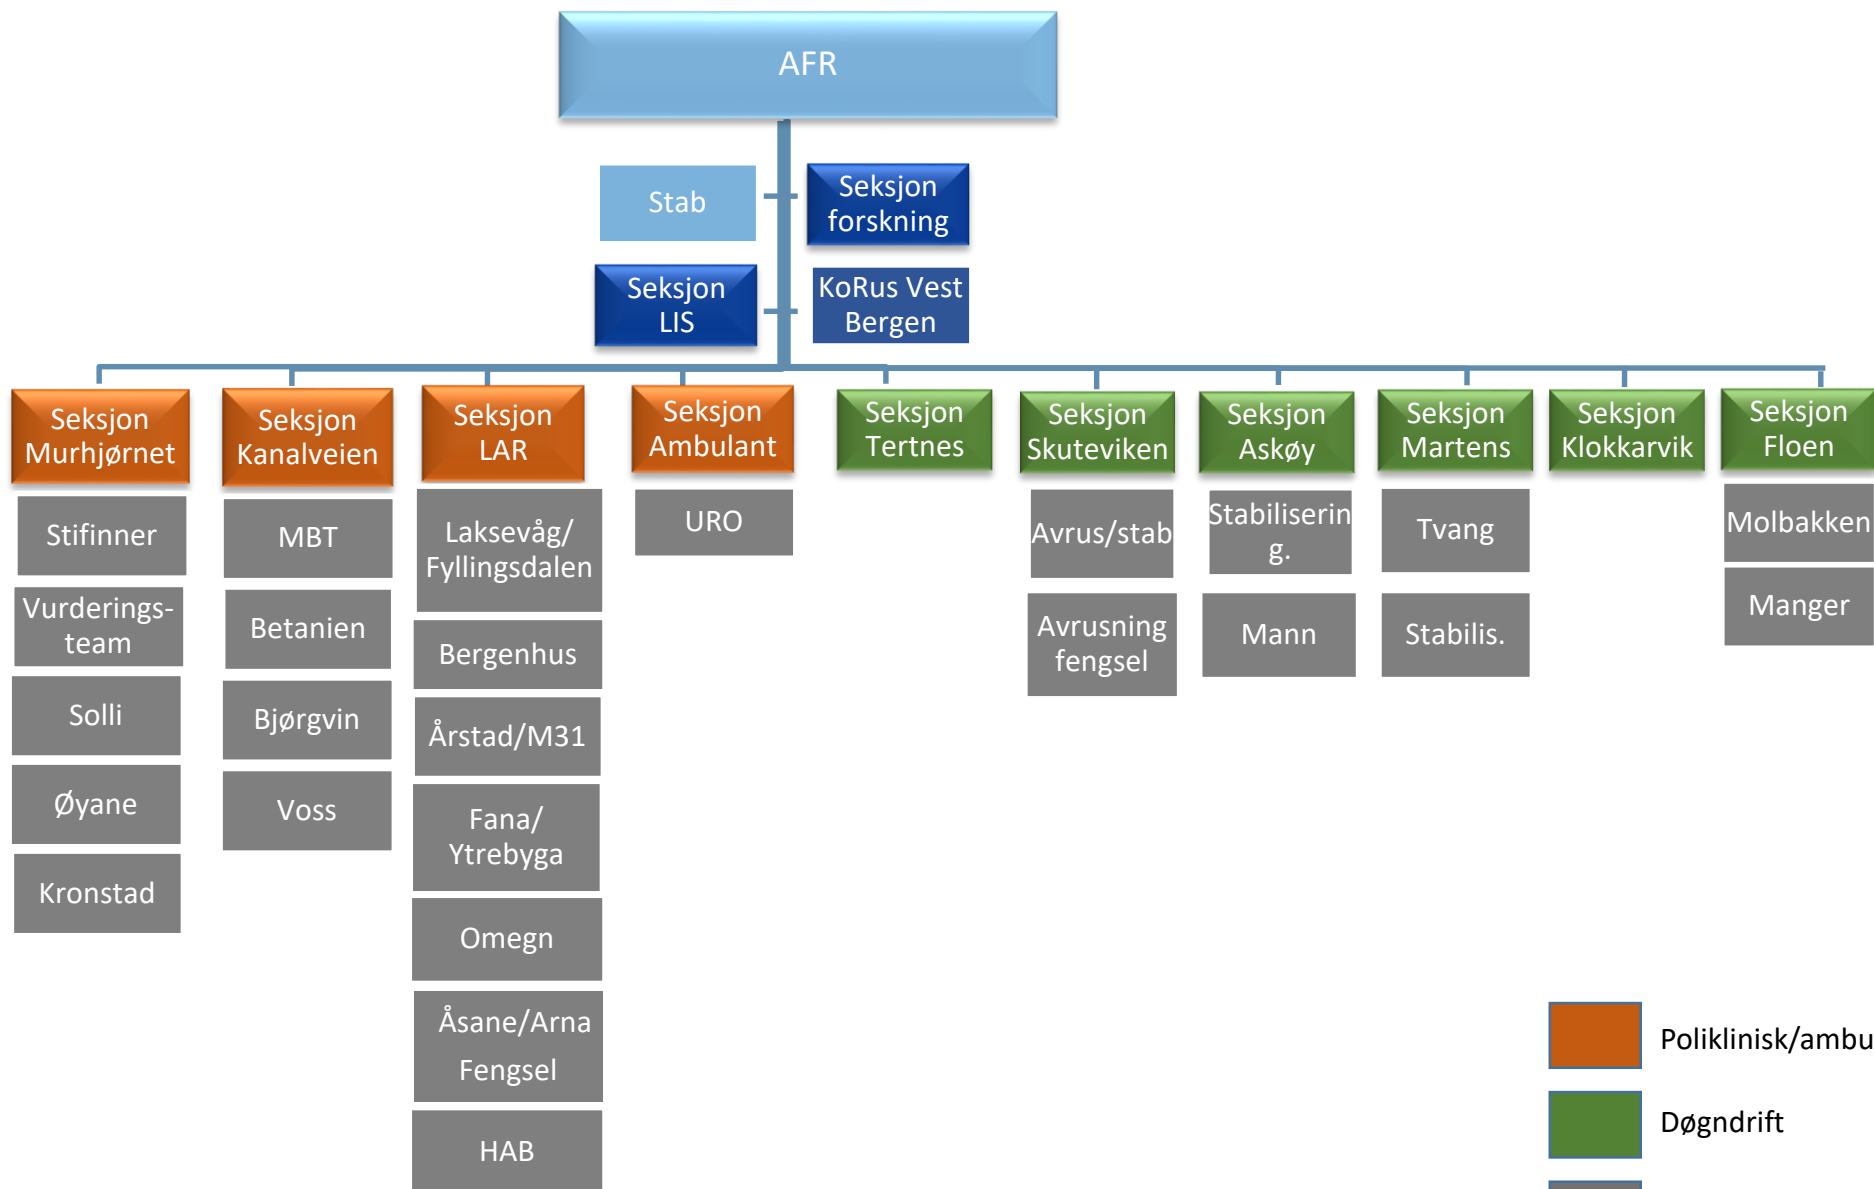 AFR
Stab
Seksjon
forskning
Seksjon
LIS
KoRus Vest
Bergen
Seksjon
Murhjørnet
Seksjon
Kanalveien
Seksjon
LAR
Seksjon
Ambulant
Seksjon
Tertnes
Seksjon
Skuteviken
Seksjon
Askøy
Seksjon
Martens
Seksjon
Klokkarvik
Seksjon
Floen
Stifinner
Vurderings-
team
Solli
Øyane
Kronstad
MBT
Betanien
Bjørgvin
Voss
Laksevåg/
Fyllingsdalen
Bergenhus
Årstad/M31
Fana/
Ytrebyga
Omegn
Åsane/Arna
Fengsel
HAB
URO
Avrus/stab
Avrusning
fengsel
Stabiliserin
g.
Mann
Tvang
Stabilis.
Molbakken
Manger
Poliklinisk/ambu
Døgndrift